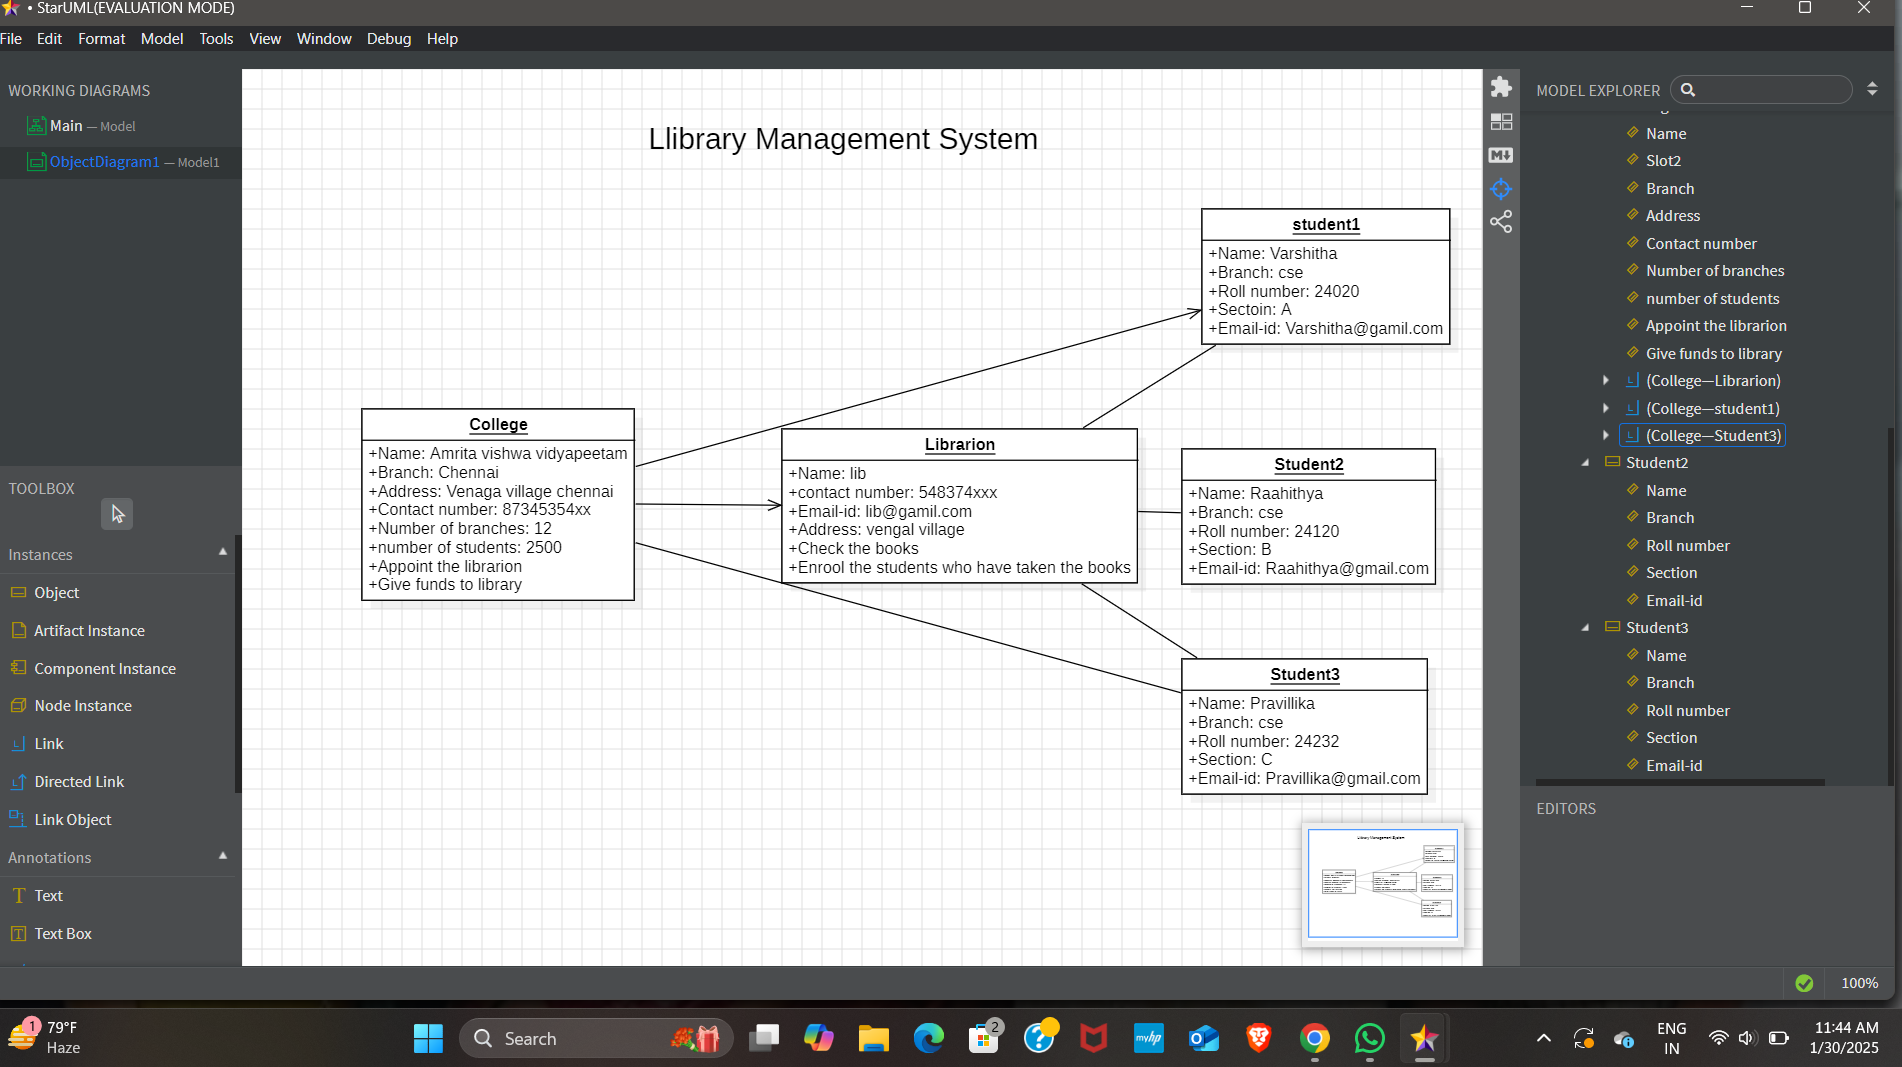 • StarUML(EVALUATION MODE)
File Edit Format Model Tools View Window Debug Help
WORKING DIAGRAMS
Main — Model
ObjectDiagram1 — Model1
TOOLBOX
Instances
Object
Artifact Instance
Component Instance
Node Instance
Link
Directed Link
Link Object
Annotations
Text
Text Box
Llibrary Management System
College
+Name: Amrita vishwa vidyapeetam
+Branch: Chennai
+Address: Venaga village chennai
+Contact number: 87345354xx
+Number of branches: 12
+number of students: 2500
+Appoint the librarion
+Give funds to library
Librarion
+Name: lib
+contact number: 548374xxx
+Email-id: lib@gamil.com
+Address: vengal village
+Check the books
+Enrool the students who have taken the books
student1
+Name: Varshitha
+Branch: cse
+Roll number: 24020
+Sectoin: A
+Email-id: Varshitha@gamil.com
Student2
+Name: Raahithya
+Branch: cse
+Roll number: 24120
+Section: B
+Email-id: Raahithya@gmail.com
Student3
+Name: Pravillika
+Branch: cse
+Roll number: 24232
+Section: C
+Email-id: Pravillika@gmail.com
MODEL EXPLORER
Name
Slot2
Branch
Address
Contact number
Number of branches
number of students
Appoint the librarion
Give funds to library
(College—Librarion)
(College—student1)
(College—Student3)
Student2
Name
Branch
Roll number
Section
Email-id
Student3
Name
Branch
Roll number
Section
Email-id
EDITORS
100%
1
79°F
Haze
Search
2
myhp
ENG
IN
11:44 AM
1/30/2025